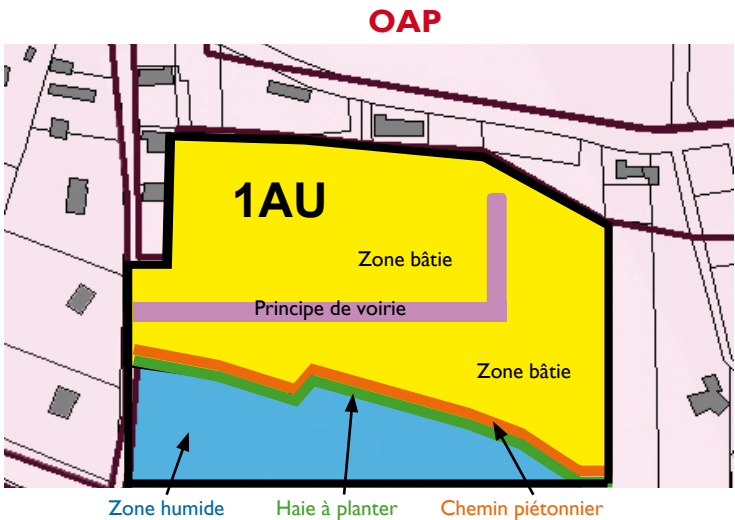 OAP
1AU
Zone bâtie
Principe de voirie
Zone bâtie
Zone humide
Haie à planter
Chemin piétonnier